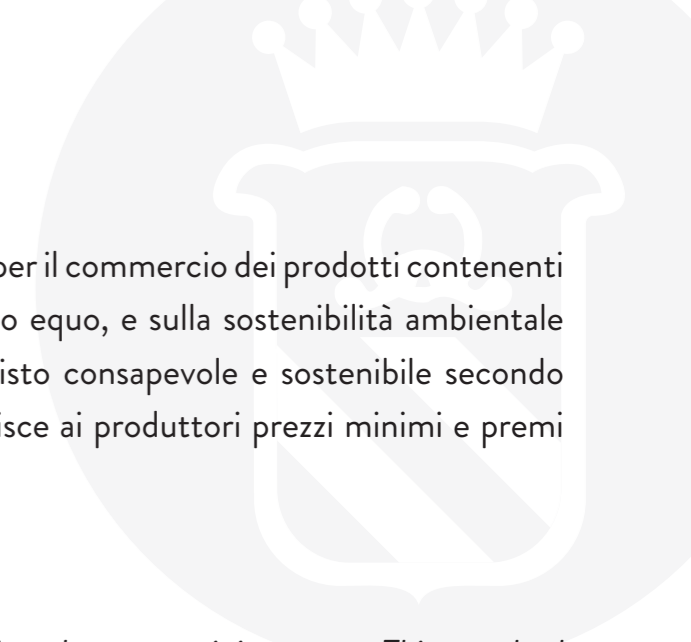 per il commercio dei prodotti contenenti
o equo, e sulla sostenibilità ambientale
isto consapevole e sostenibile secondo
isce ai produttori prezzi minimi e premi